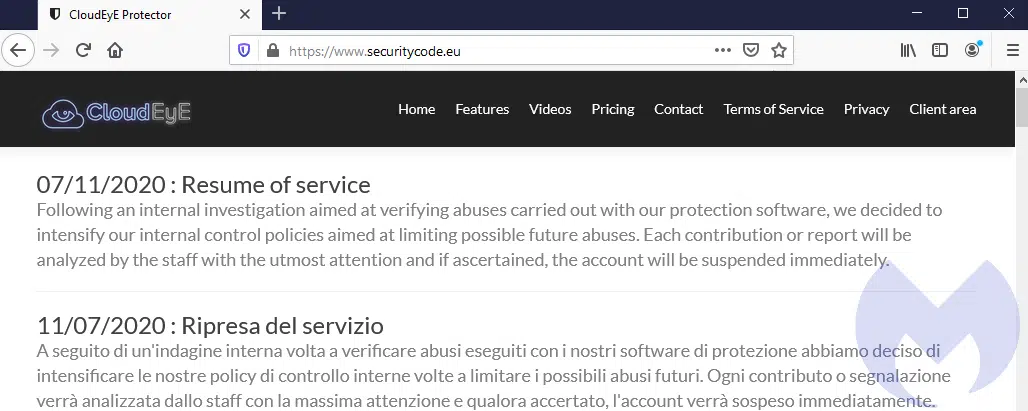 CloudEyE Protector
https://www.securitycode.eu
CloudEyE
Home Features Videos Pricing Contact Terms of Service Privacy Client area
07/11/2020 : Resume of service
Following an internal investigation aimed at verifying abuses carried out with our protection software, we decided to
intensify our internal control policies aimed at limiting possible future abuses. Each contribution or report will be
analyzed by the staff with the utmost attention and if ascertained, the account will be suspended immediately.
11/07/2020 : Ripresa del servizio
A seguito di un'indagine interna volta a verificare abusi eseguiti con i nostri software di protezione abbiamo deciso di
intensificare le nostre policy di controllo interne volte a limitare i possibili abusi futuri. Ogni contributo o segnalazione
verrà analizzata dallo staff con la massima attenzione e qualora accertato, l'account verrà sospeso immediatamente.